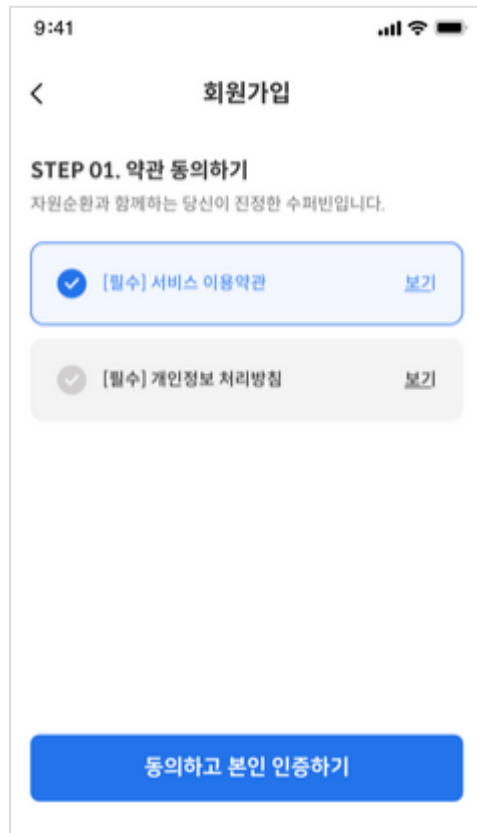 9:41
회원가입
STEP 01. 약관 동의하기
자원순환과 함께하는 당신이 진정한 수퍼빈입니다.
[필수] 서비스 이용약관 보기
[필수] 개인정보 처리방침 보기
동의하고 본인 인증하기